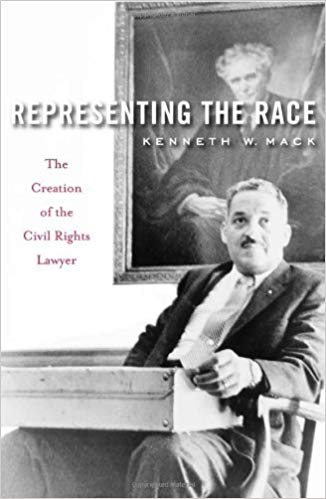 REPRESENTING THE RACE
KENNETH W. MACK
The
Creation
of the
Civil Rights
Lawyer